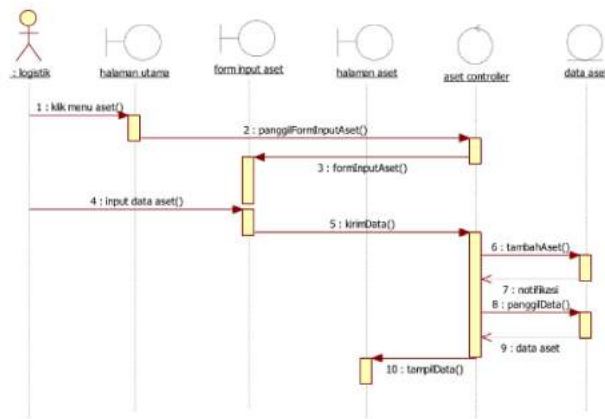 : logistik
halaman utama
form input aset
halaman aset
aset controller
data aset
1 : klik menu aset()
2 : panggilFormInputAset()
3 : formInputAset()
4 : input data aset()
5 : kirimData()
6 : tambahAset()
7 : notifikasi
8 : panggilData()
9 : data aset
10 : tampilData()